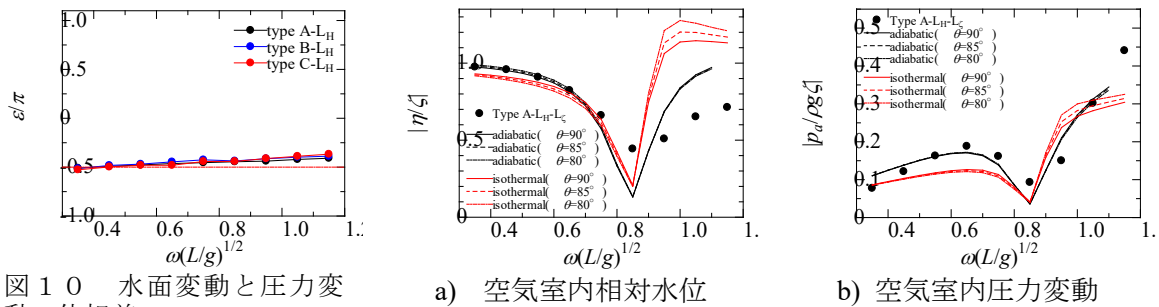 1.0
0.5
0
-0.5
-1.0
ε/π
type A-L_H
type B-L_H
type C-L_H
0.4 0.6 0.8 1.0 1.
ω(L/g)^{1/2}
図１０　水面変動と圧力変
1.0
0.5
0
|η/ζ|
Type A-L_H-L_ζ
adiabatic( θ=90°)
adiabatic( θ=85°)
adiabatic( θ=80°)
isothermal( θ=90°)
isothermal( θ=85°)
isothermal( θ=80°)
0.4 0.6 0.8 1.0 1.
ω(L/g)^{1/2}
a) 空気室内相対水位
0.5
0.4
0.3
0.2
0.1
0
|p_a/ρgζ|
Type A-L_H-L_ζ
adiabatic( θ=90°)
adiabatic( θ=85°)
adiabatic( θ=80°)
isothermal( θ=90°)
isothermal( θ=85°)
isothermal( θ=80°)
0.4 0.6 0.8 1.0 1.
ω(L/g)^{1/2}
b) 空気室内圧力変動